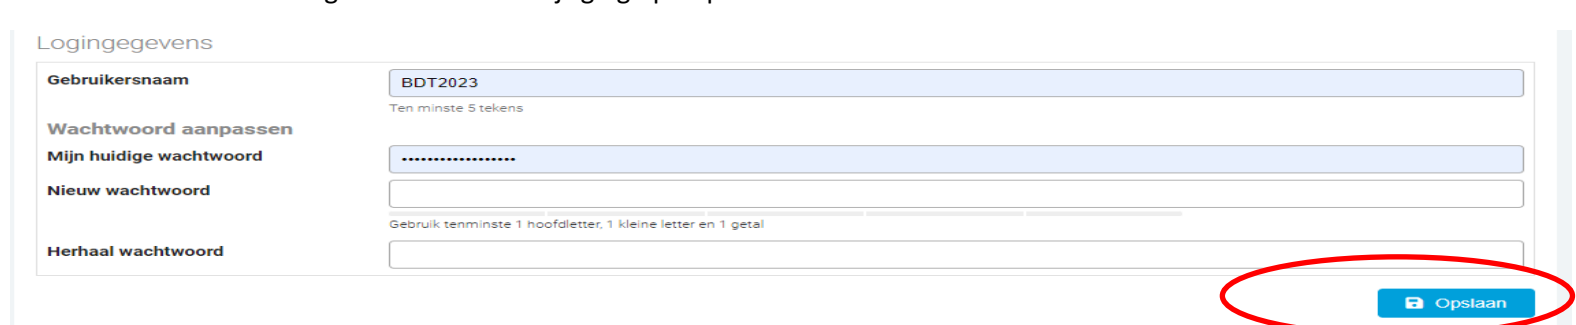 Logingegevens
Gebruikersnaam
BDT2023
Ten minste 5 tekens
Wachtwoord aanpassen
Mijn huidige wachtwoord
••••••••••••••••••
Nieuw wachtwoord
Gebruik tenminste 1 hoofdletter, 1 kleine letter en 1 getal
Herhaal wachtwoord
Opslaan